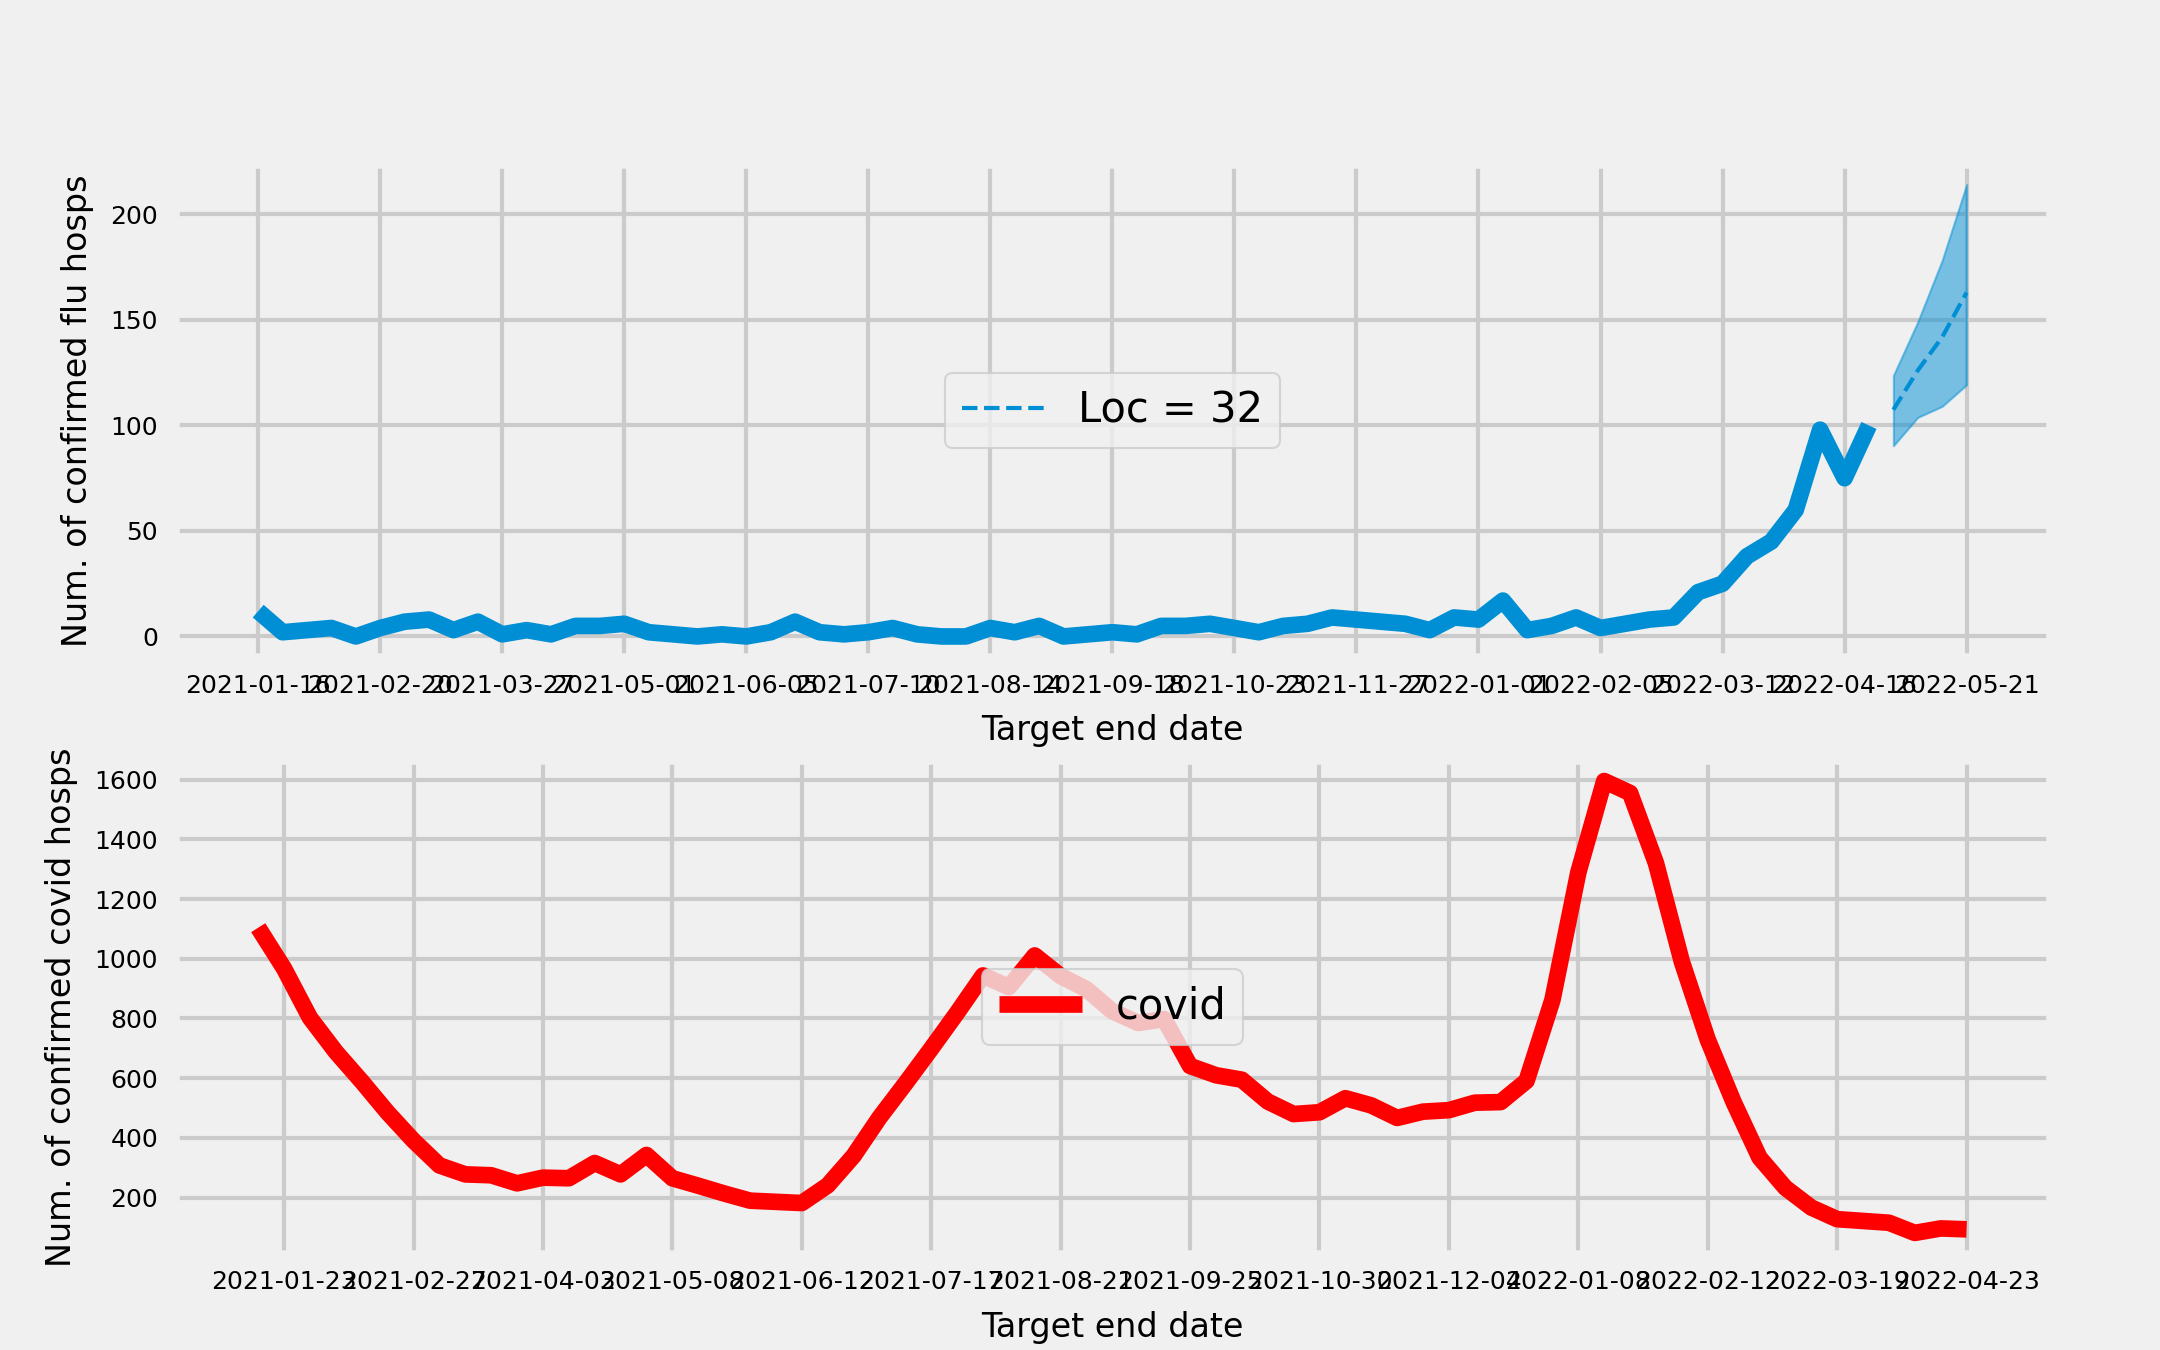 Num. of confirmed flu hosps
200
150
100
50
0
Loc = 32
2021-01-16 2021-02-20 2021-03-27 2021-05-01 2021-06-05 2021-07-10 2021-08-14 2021-09-18 2021-10-23 2021-11-27 2022-01-01 2022-02-05 2022-03-12 2022-04-16 2022-05-21
Target end date
Num. of confirmed covid hosps
1600
1400
1200
1000
800
600
400
200
covid
2021-01-23 2021-02-27 2021-04-03 2021-05-08 2021-06-12 2021-07-17 2021-08-21 2021-09-25 2021-10-30 2021-12-04 2022-01-08 2022-02-12 2022-03-19 2022-04-23
Target end date